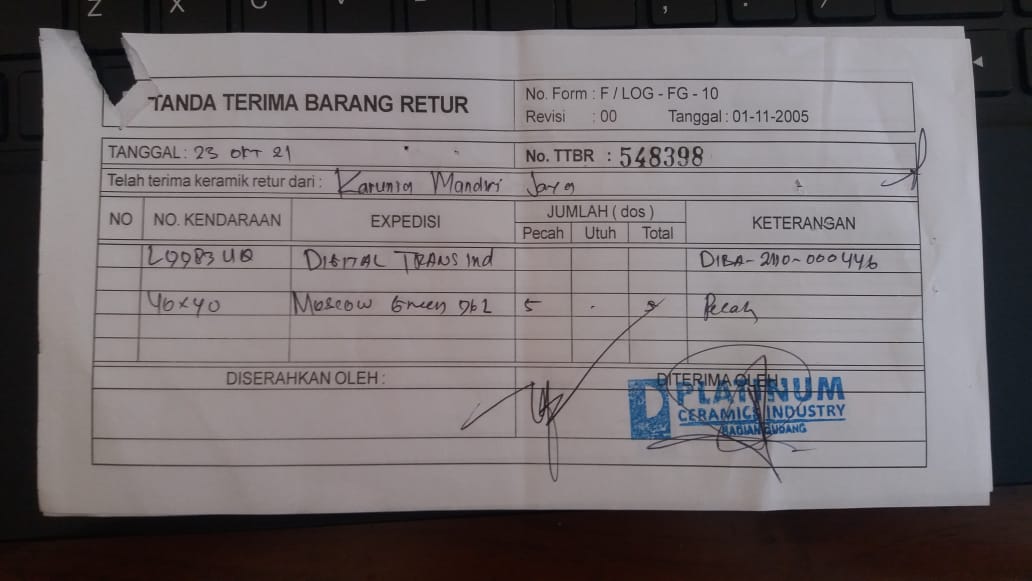 TANDA TERIMA BARANG RETUR
No. Form : F / LOG - FG - 10
Revisi : 00 Tanggal : 01-11-2005
TANGGAL : 23 OKT 21 No. TTBR : 548398
Telah terima keramik retur dari : Karunia Mandiri Jaya
NO NO. KENDARAAN EXPEDISI JUMLAH ( dos ) KETERANGAN
Pecah Utuh Total
L9983UQ DIGITAL TRANS Ind DIBA-2110-000446
40x40 Moscow Green Db2 5 - 5 Pecah
DISERAHKAN OLEH : DITERIMA OLEH
PLATINUM
CERAMICS INDUSTRY
BAGIAN GUDANG